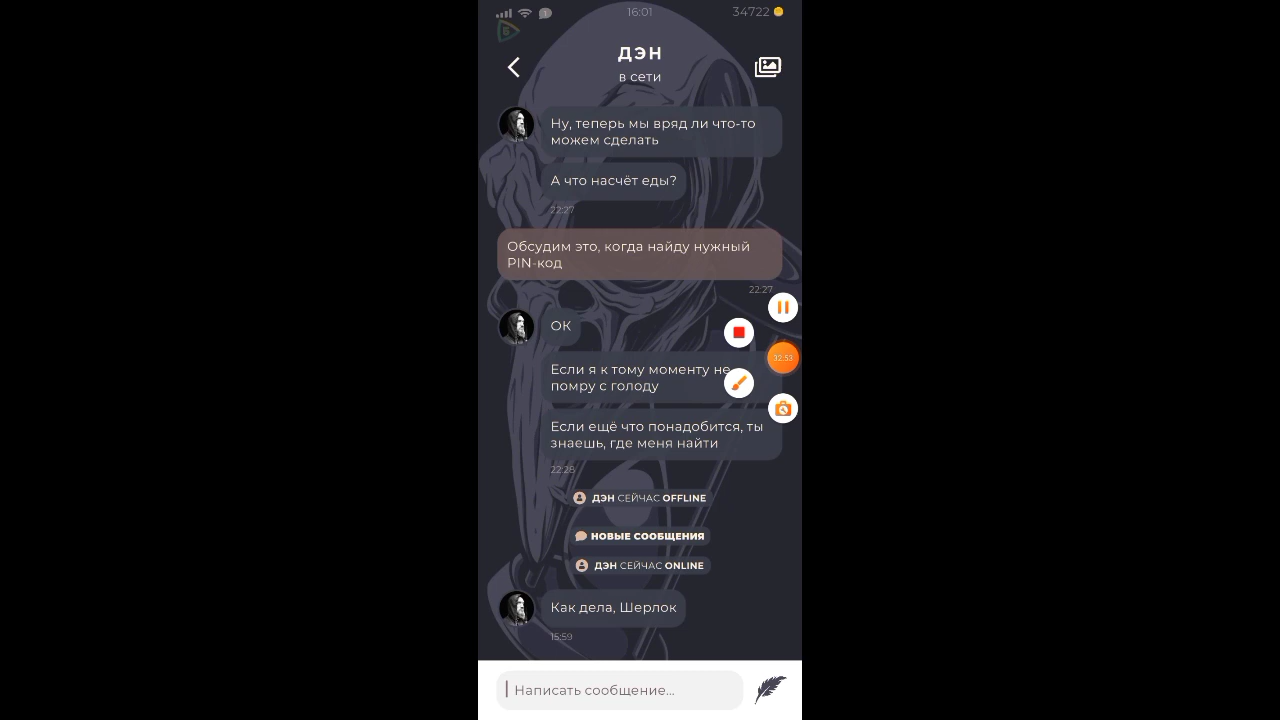 16:01
34722
ДЭН
в сети
Ну, теперь мы вряд ли что-то
можем сделать
А что насчёт еды?
22:27
Обсудим это, когда найду нужный
PIN-код
22:27
ОК
Если я к тому моменту не
помру с голоду
Если ещё что понадобится, ты
знаешь, где меня найти
22:28
ДЭН СЕЙЧАС OFFLINE
НОВЫЕ СООБЩЕНИЯ
ДЭН СЕЙЧАС ONLINE
Как дела, Шерлок
15:59
Написать сообщение...